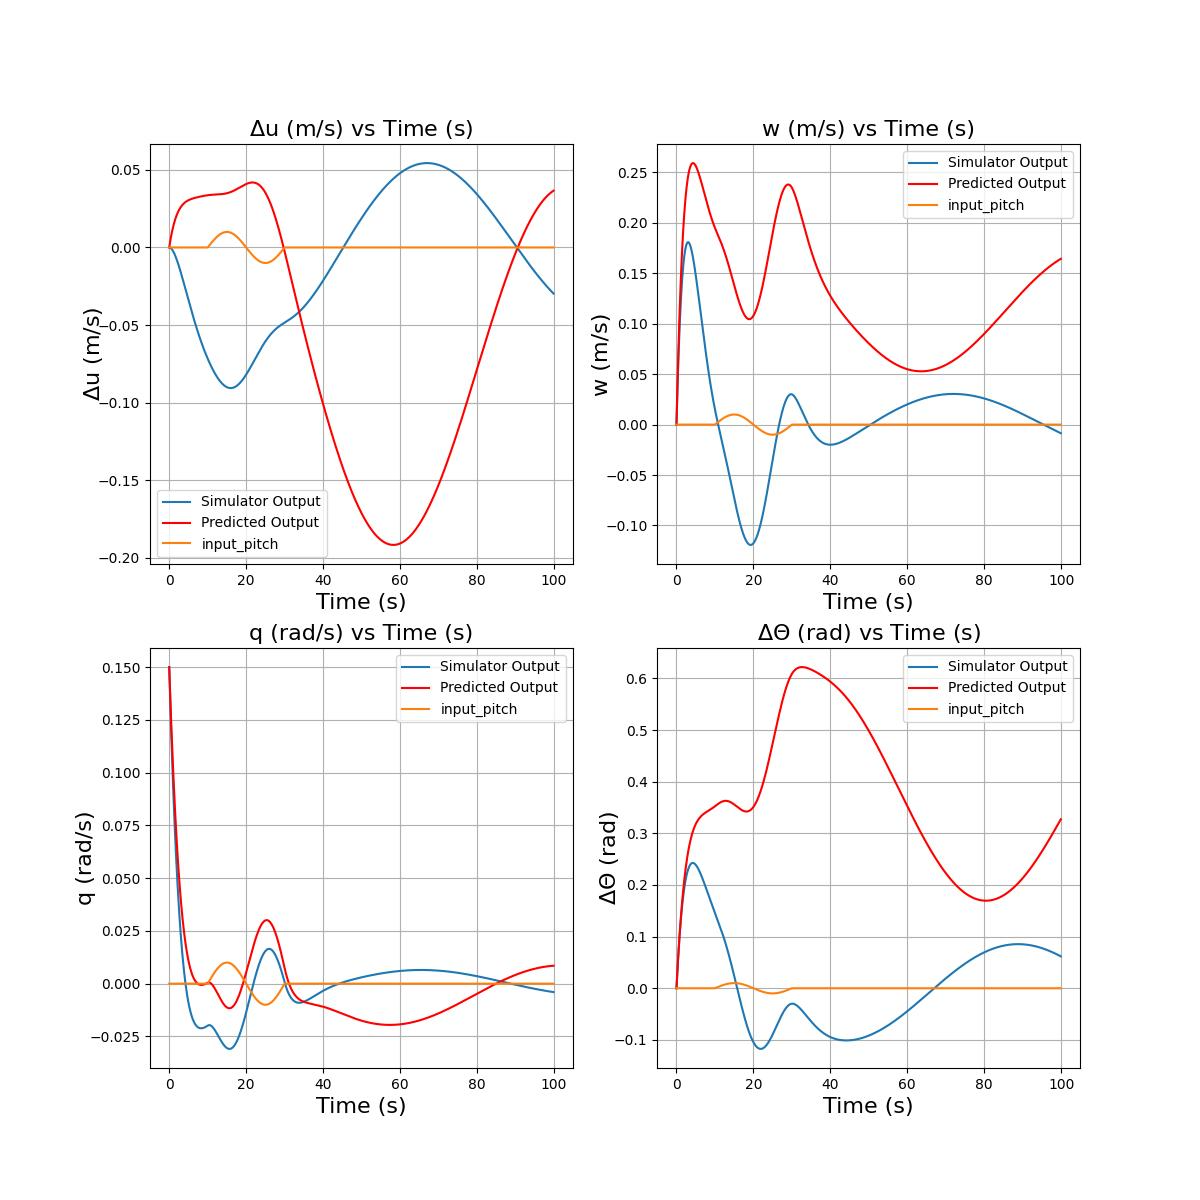 Δu (m/s) vs Time (s)
Δu (m/s)
0.05
0.00
−0.05
−0.10
−0.15
−0.20
Simulator Output
Predicted Output
input_pitch
0 20 40 60 80 100
Time (s)
w (m/s) vs Time (s)
w (m/s)
0.25
0.20
0.15
0.10
0.05
0.00
−0.05
−0.10
Simulator Output
Predicted Output
input_pitch
0 20 40 60 80 100
Time (s)
q (rad/s) vs Time (s)
q (rad/s)
0.150
0.125
0.100
0.075
0.050
0.025
0.000
−0.025
Simulator Output
Predicted Output
input_pitch
0 20 40 60 80 100
Time (s)
ΔΘ (rad) vs Time (s)
ΔΘ (rad)
0.6
0.5
0.4
0.3
0.2
0.1
0.0
−0.1
Simulator Output
Predicted Output
input_pitch
0 20 40 60 80 100
Time (s)